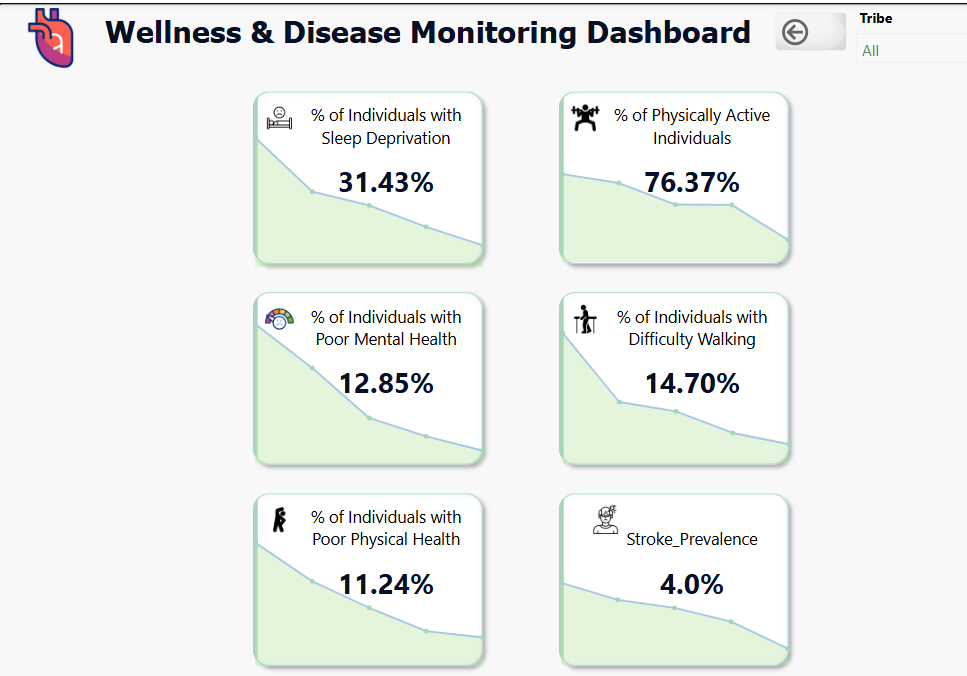 Wellness & Disease Monitoring Dashboard
Tribe
All
% of Individuals with
Sleep Deprivation
31.43%
% of Physically Active
Individuals
76.37%
% of Individuals with
Poor Mental Health
12.85%
% of Individuals with
Difficulty Walking
14.70%
% of Individuals with
Poor Physical Health
11.24%
Stroke_Prevalence
4.0%